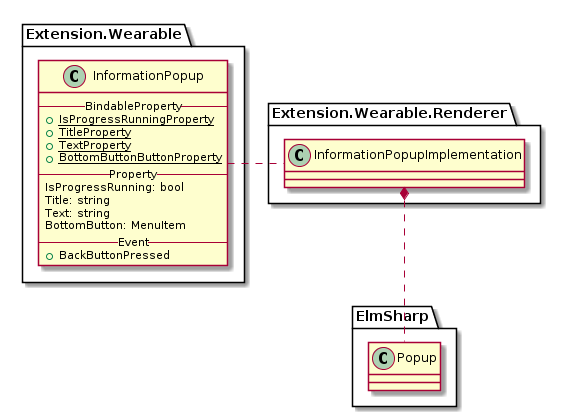 Extension.Wearable
C InformationPopup
BindableProperty
IsProgressRunningProperty
TitleProperty
TextProperty
BottomButtonButtonProperty
Property
IsProgressRunning: bool
Title: string
Text: string
BottomButton: MenuItem
Event
BackButtonPressed
Extension.Wearable.Renderer
C InformationPopupImplementation
ElmSharp
C Popup